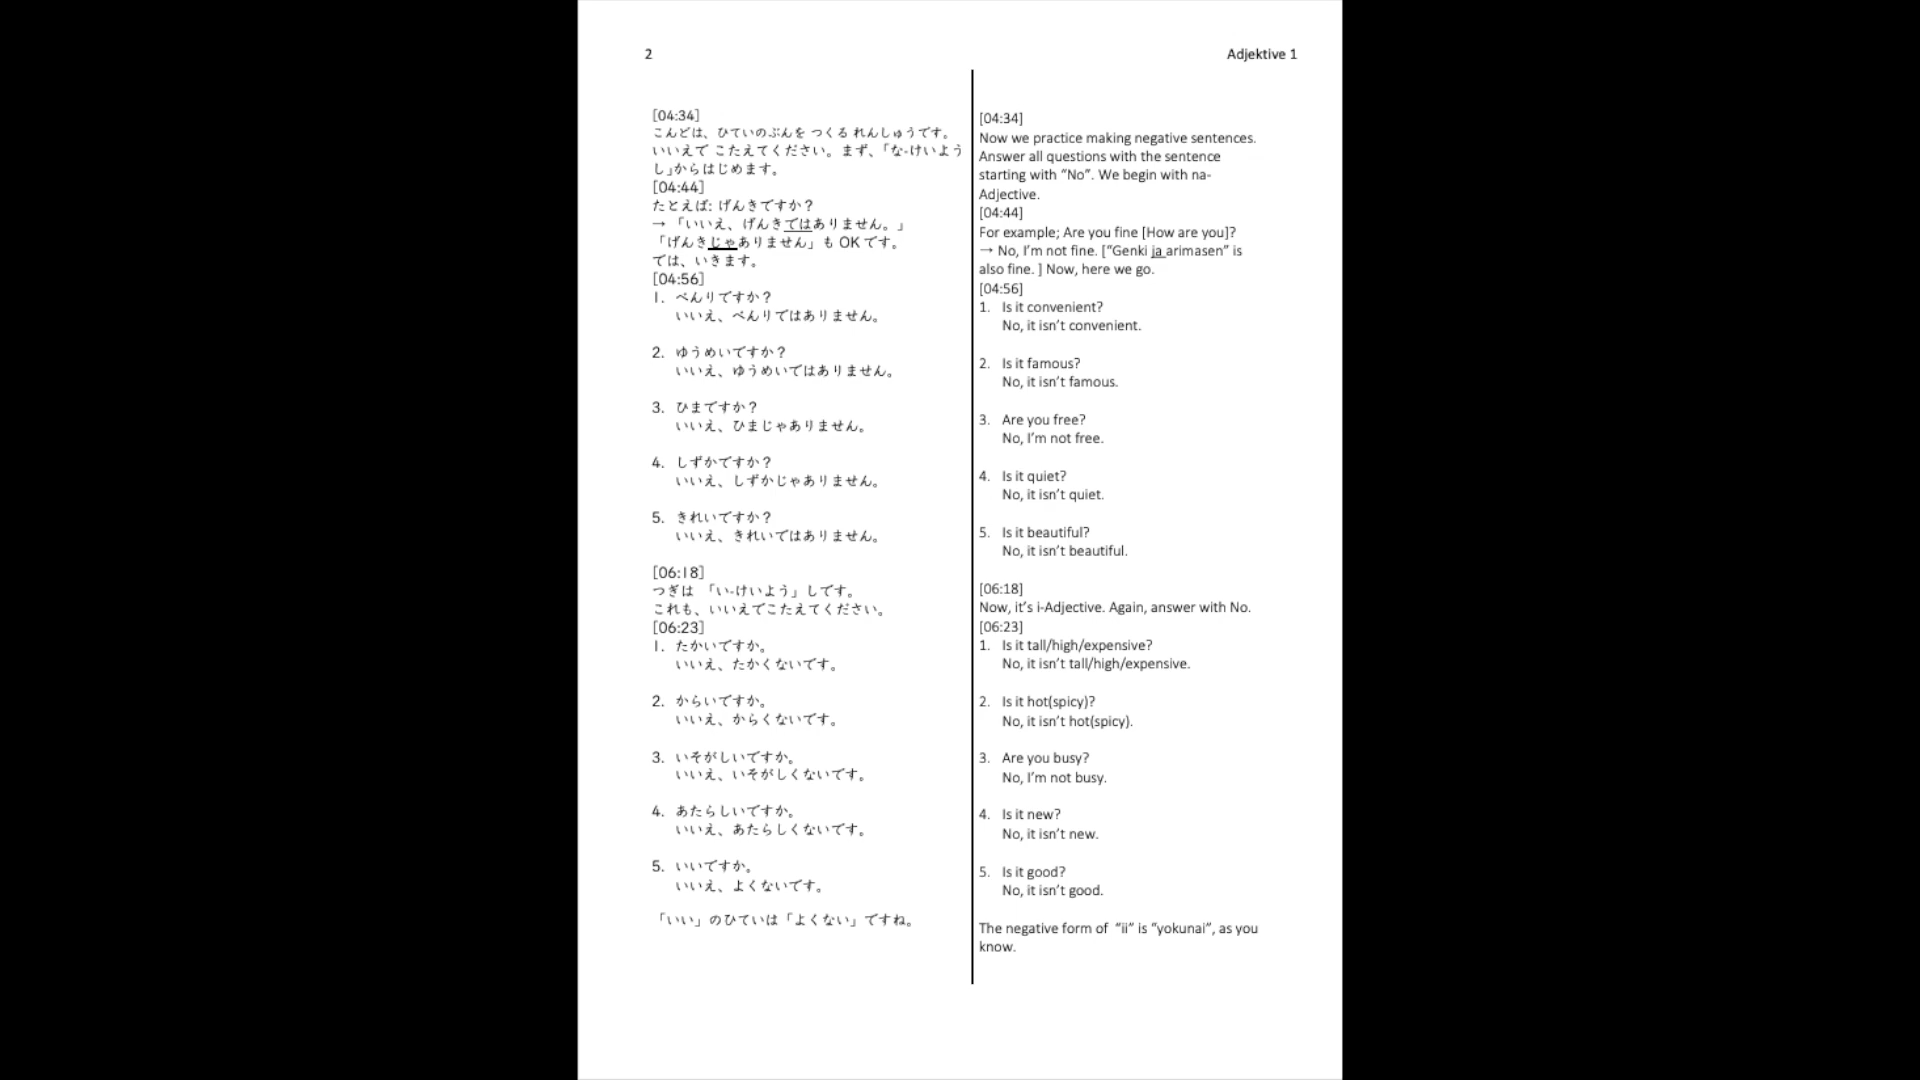 2
Adjektive 1
[04:34]
こんどは、ひていのぶんを つくる れんしゅうです。
いいえで こたえてください。まず、「な-けいよう
し」からはじめます。
[04:44]
たとえば: げんきですか？
→ 「いいえ、げんきではありません。」
「げんきじゃありません」も OK です。
では、いきます。
[04:56]
1. べんりですか？
いいえ、べんりではありません。
2. ゆうめいですか？
いいえ、ゆうめいではありません。
3. ひまですか？
いいえ、ひまじゃありません。
4. しずかですか？
いいえ、しずかじゃありません。
5. きれいですか？
いいえ、きれいではありません。
[06:18]
つぎは 「い-けいよう」しです。
これも、いいえでこたえてください。
[06:23]
1. たかいですか。
いいえ、たかくないです。
2. からいですか。
いいえ、からくないです。
3. いそがしいですか。
いいえ、いそがしくないです。
4. あたらしいですか。
いいえ、あたらしくないです。
5. いいですか。
いいえ、よくないです。
「いい」のひていは「よくない」ですね。
[04:34]
Now we practice making negative sentences.
Answer all questions with the sentence
starting with “No”. We begin with na-
Adjective.
[04:44]
For example; Are you fine [How are you]?
→ No, I’m not fine. [“Genki ja arimasen” is
also fine. ] Now, here we go.
[04:56]
1. Is it convenient?
No, it isn’t convenient.
2. Is it famous?
No, it isn’t famous.
3. Are you free?
No, I’m not free.
4. Is it quiet?
No, it isn’t quiet.
5. Is it beautiful?
No, it isn’t beautiful.
[06:18]
Now, it’s i-Adjective. Again, answer with No.
[06:23]
1. Is it tall/high/expensive?
No, it isn’t tall/high/expensive.
2. Is it hot(spicy)?
No, it isn’t hot(spicy).
3. Are you busy?
No, I’m not busy.
4. Is it new?
No, it isn’t new.
5. Is it good?
No, it isn’t good.
The negative form of “ii” is “yokunai”, as you
know.